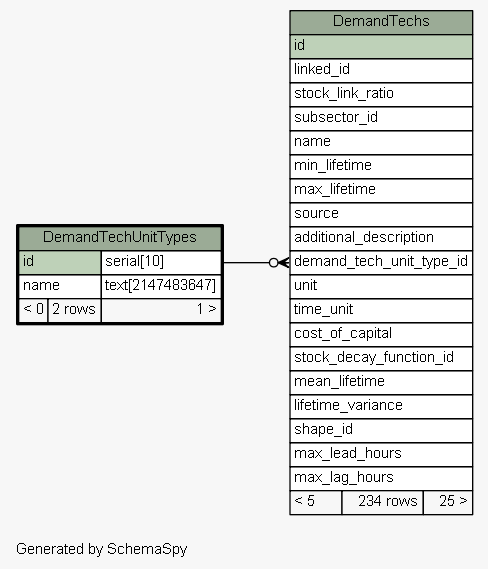 DemandTechs
id
linked_id
stock_link_ratio
subsector_id
name
min_lifetime
max_lifetime
source
additional_description
demand_tech_unit_type_id
unit
time_unit
cost_of_capital
stock_decay_function_id
mean_lifetime
lifetime_variance
shape_id
max_lead_hours
max_lag_hours
< 5 234 rows 25 >
DemandTechUnitTypes
id serial[10]
name text[2147483647]
< 0 2 rows 1 >
Generated by SchemaSpy